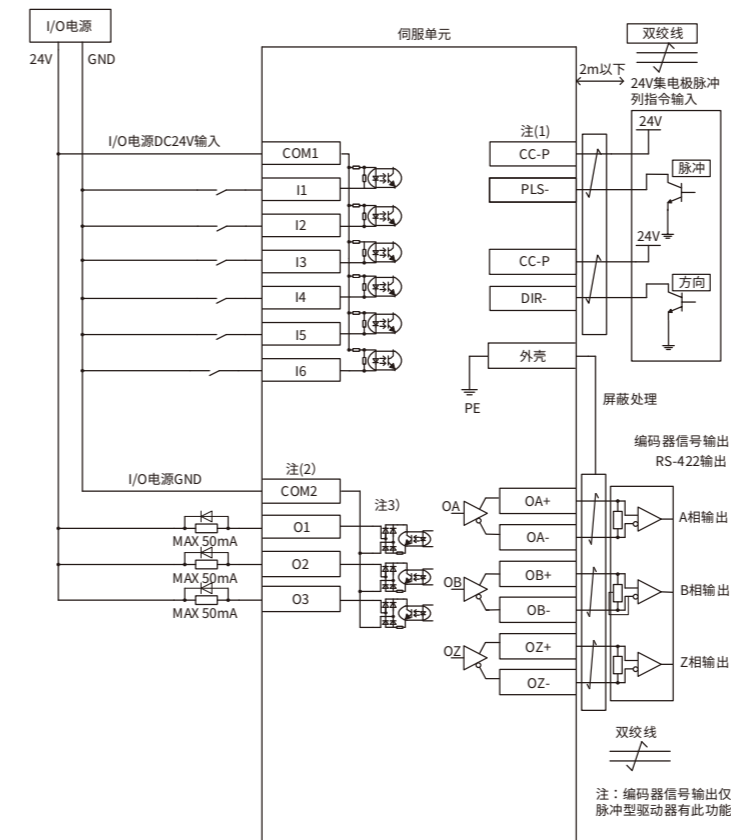 I/O电源
24V
GND
伺服单元
双绞线
2m以下
24V集电极脉冲
列指令输入
I/O电源DC24V输入
注(1)
24V
COM1
CC-P
脉冲
I1
PLS-
I2
24V
I3
CC-P
方向
I4
DIR-
I5
外壳
I6
PE
屏蔽处理
编码器信号输出
RS-422输出
I/O电源GND
注(2)
COM2
注3）
OA
OA+
A相输出
O1
MAX 50mA
OA-
O2
MAX 50mA
OB
OB+
B相输出
O3
MAX 50mA
OB-
OZ
OZ+
Z相输出
OZ-
双绞线
注：编码器信号输出仅
脉冲型驱动器有此功能